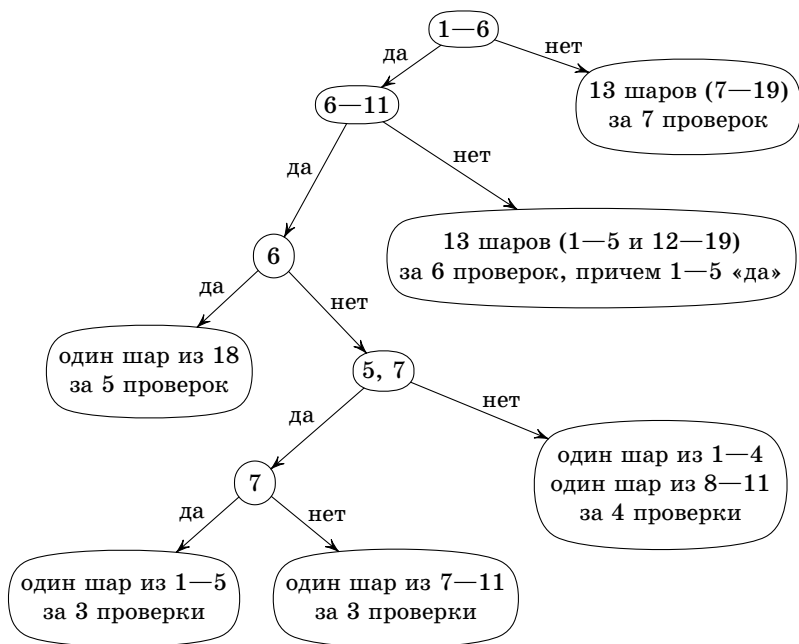 1—6
да
нет
13 шаров (7—19)
за 7 проверок
6—11
да
нет
13 шаров (1—5 и 12—19)
за 6 проверок, причем 1—5 «да»
6
да
нет
один шар из 18
за 5 проверок
5, 7
да
нет
один шар из 1—4
один шар из 8—11
за 4 проверки
7
да
нет
один шар из 1—5
за 3 проверки
один шар из 7—11
за 3 проверки